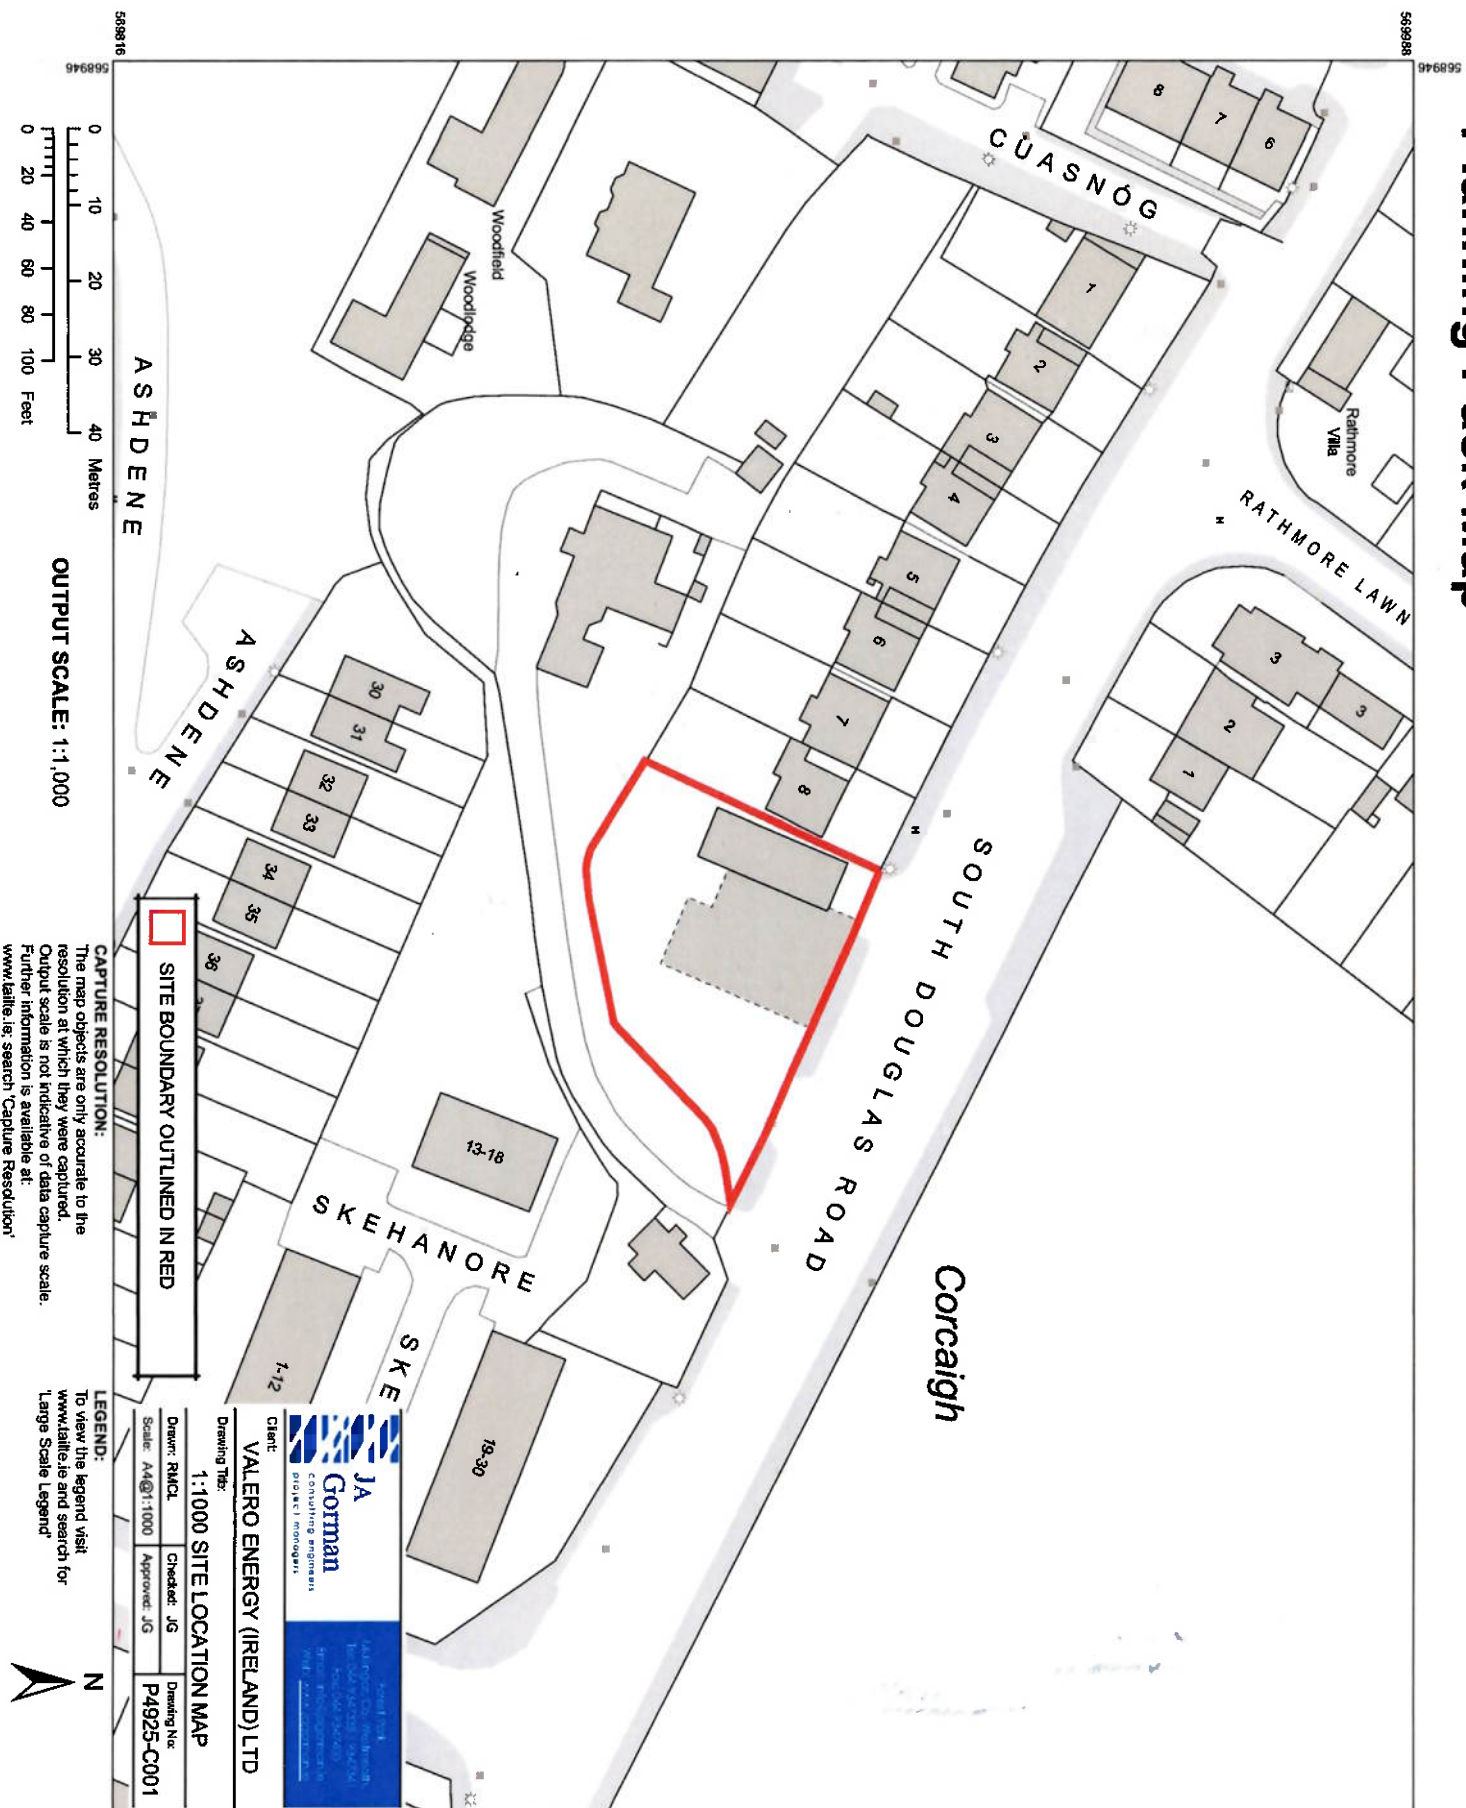 Planning Pack Map
569988
568946
569816
568946
CÚASNÓG
8
7
6
1
2
3
4
5
6
7
8
Rathmore
Villa
RATHMORE LAWN
3
3
2
1
H
H
SOUTH DOUGLAS ROAD
Corcaigh
Woodfield
Woodlodge
ASHDENE
ASHDENE
30
31
32
33
34
35
36
13-18
SKEHANORE
SKE
1-12
19-30
0 10 20 30 40 Metres
0 20 40 60 80 100 Feet
OUTPUT SCALE: 1:1,000
SITE BOUNDARY OUTLINED IN RED
CAPTURE RESOLUTION:
The map objects are only accurate to the
resolution at which they were captured.
Output scale is not indicative of data capture scale.
Further information is available at:
www.tailte.ie; search 'Capture Resolution'
LEGEND:
To view the legend visit
www.tailte.ie and search for
'Large Scale Legend'
N
JA
Gorman
consulting engineers
project managers
Client:
VALERO ENERGY (IRELAND) LTD
Drawing Title:
1:1000 SITE LOCATION MAP
Drawn: RMCL
Checked: JG
Drawing No:
Scale: A4@1:1000
Approved: JG
P4925-C001